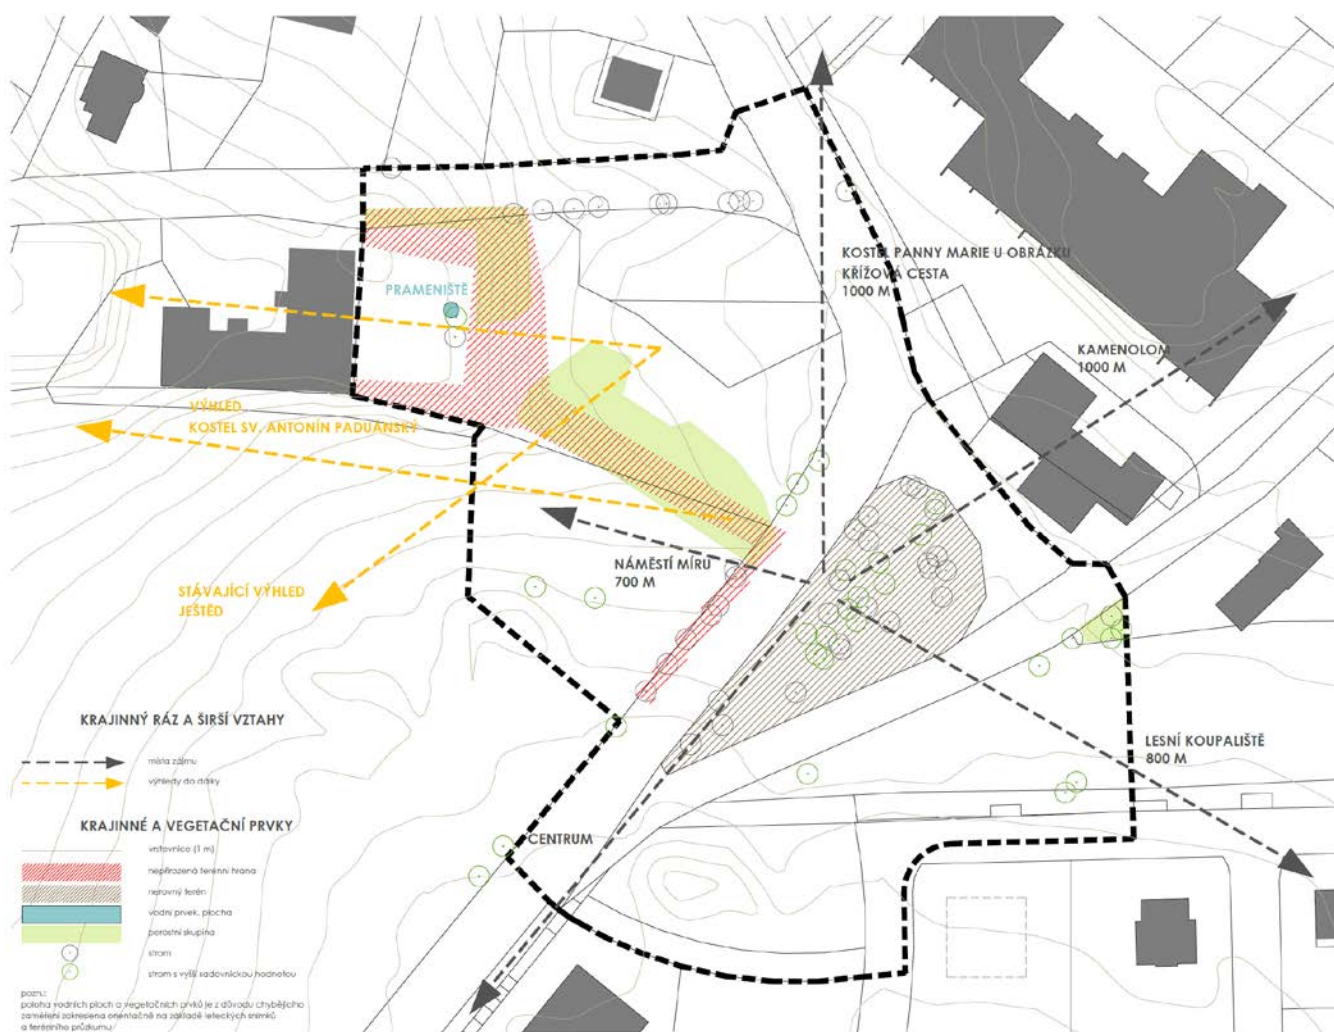 KOSTEL PANNY MARIE U OBRÁZKU
KŘÍŽOVÁ CESTA
1000 M
PRAMENIŠTĚ
KAMENOLOM
1000 M
VÝHLED
KOSTEL SV. ANTONÍN PADUÁNSKÝ
NÁMĚSTÍ MÍRU
700 M
STÁVAJÍCÍ VÝHLED
JEŠTĚD
LESNÍ KOUPALIŠTĚ
800 M
CENTRUM
KRAJINNÝ RÁZ A ŠIRŠÍ VZTAHY
místa zájmu
výhledy do dálky
KRAJINNÉ A VEGETAČNÍ PRVKY
vrstevnice (1 m)
nepřirozená terénní hrana
nerovný terén
vodní prvek, plocha
porostní skupina
strom
strom s vyšší sadovnickou hodnotou
pozn.:
poloha vodních ploch a vegetačních prvků je z důvodu chybějícího
zaměření zakreslena orientačně na základě leteckých snímků
a terénního průzkumu